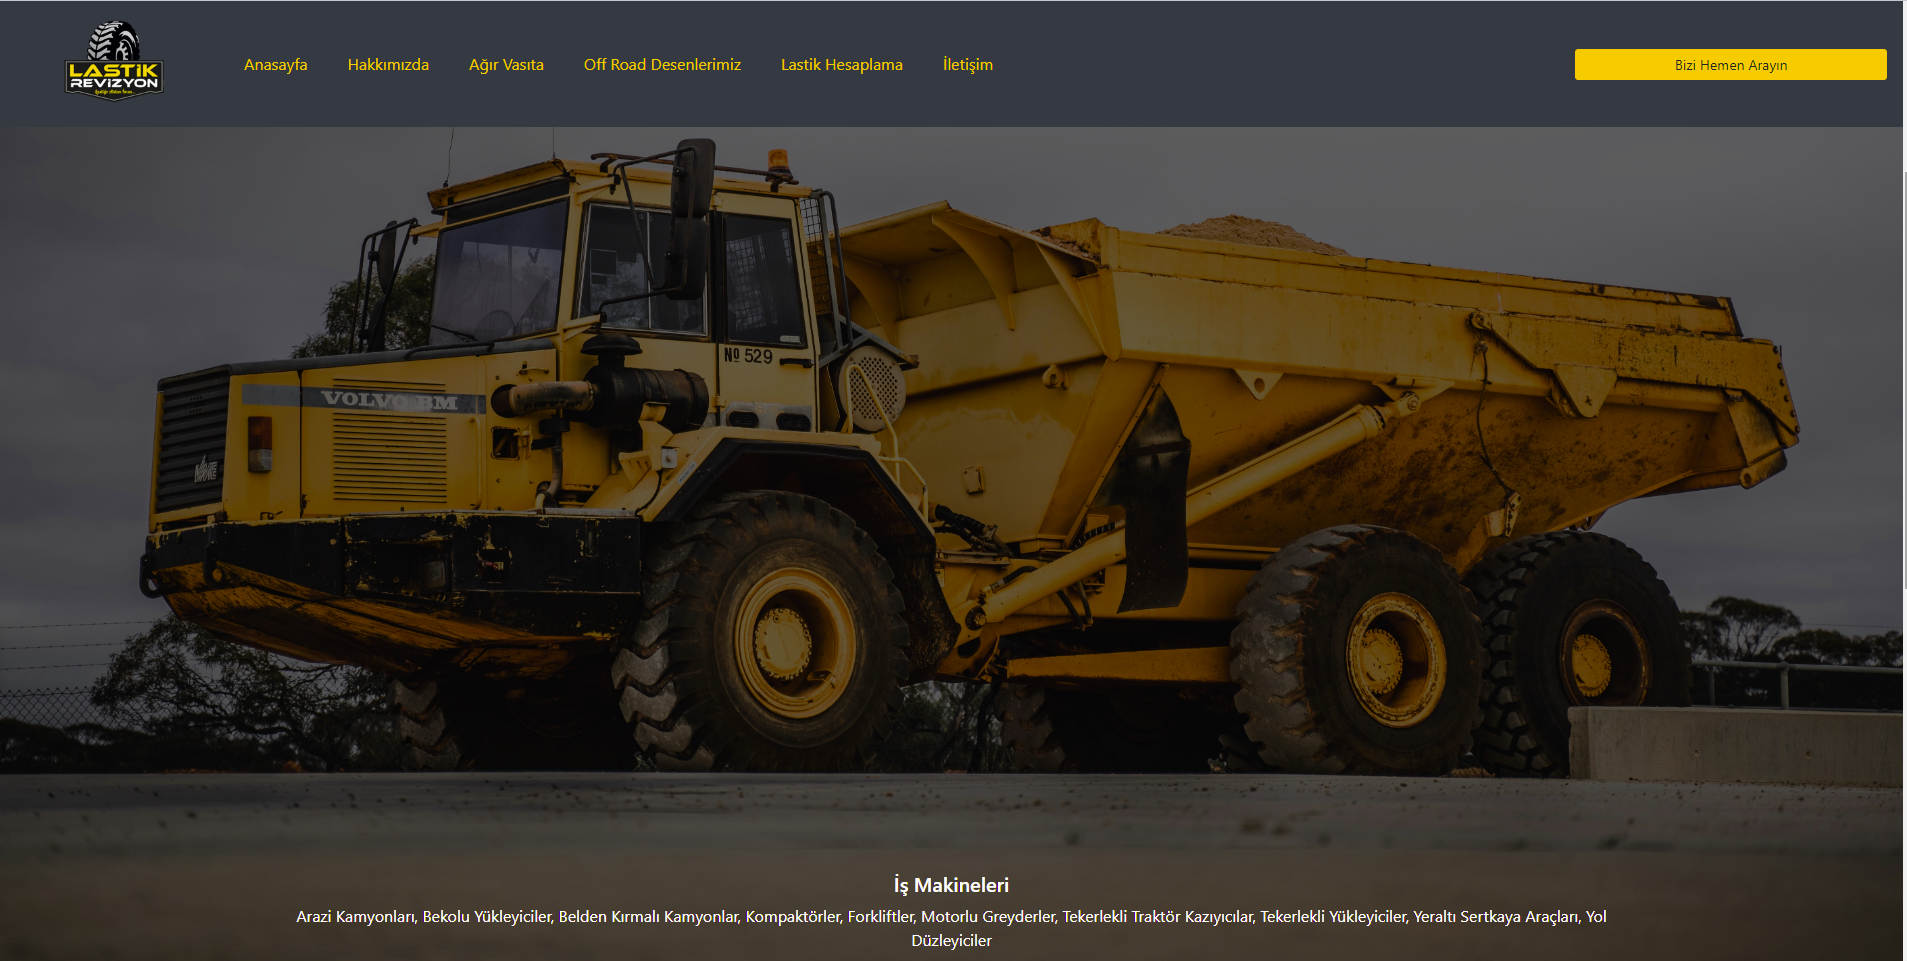 LASTİK
REVİZYON
Anasayfa
Hakkımızda
Ağır Vasıta
Off Road Desenlerimiz
Lastik Hesaplama
İletişim
Bizi Hemen Arayın
№ 529
VOLVO BM
İş Makineleri
Arazi Kamyonları, Bekolu Yükleyiciler, Belden Kırmalı Kamyonlar, Kompaktörler, Forkliftler, Motorlu Greyderler, Tekerlekli Traktör Kazıyıcılar, Tekerlekli Yükleyiciler, Yeraltı Sertkaya Araçları, Yol
Düzleyiciler